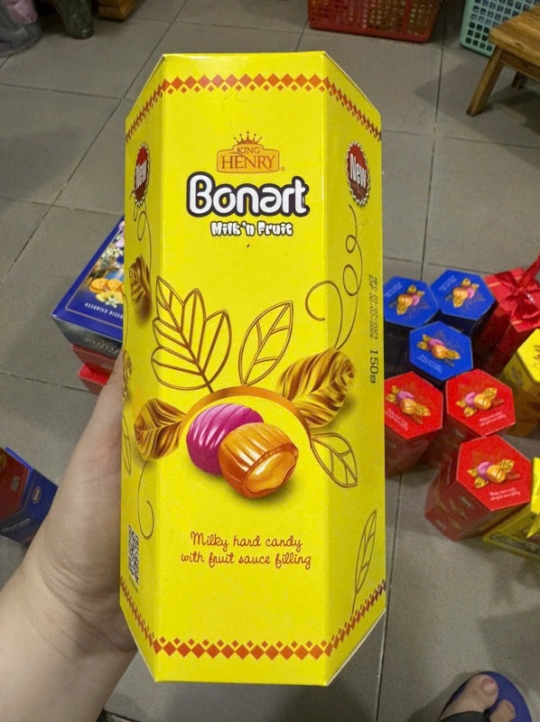 KING
HENRY
Bonart
Milk'n Fruit
New
New
150g
Milky hard candy
with fruit sauce filling